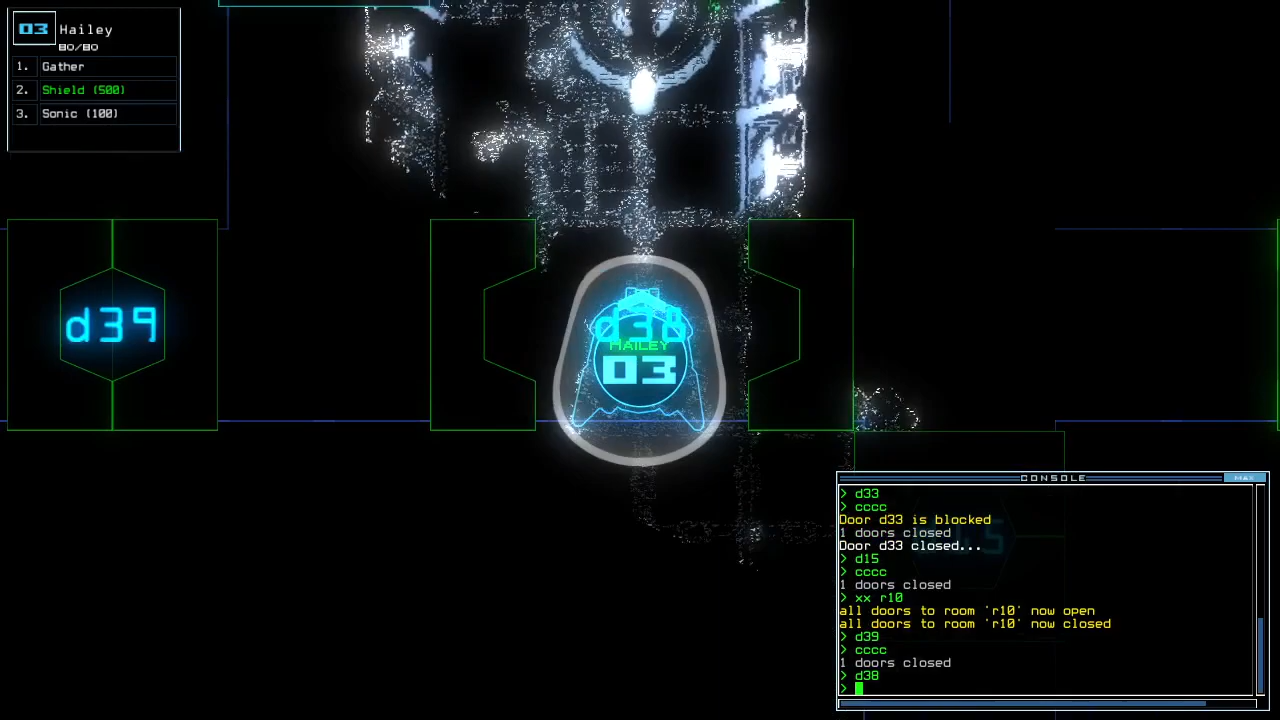 03 Hailey
80/80
1. Gather
2. Shield (500)
3. Sonic (100)
d39
d38
HAILEY
03
CONSOLE
MAX
> d33
> cccc
Door d33 is blocked
1 doors closed
Door d33 closed...
> d15
> cccc
1 doors closed
> xx r10
all doors to room 'r10' now open
all doors to room 'r10' now closed
> d39
> cccc
1 doors closed
> d38
>